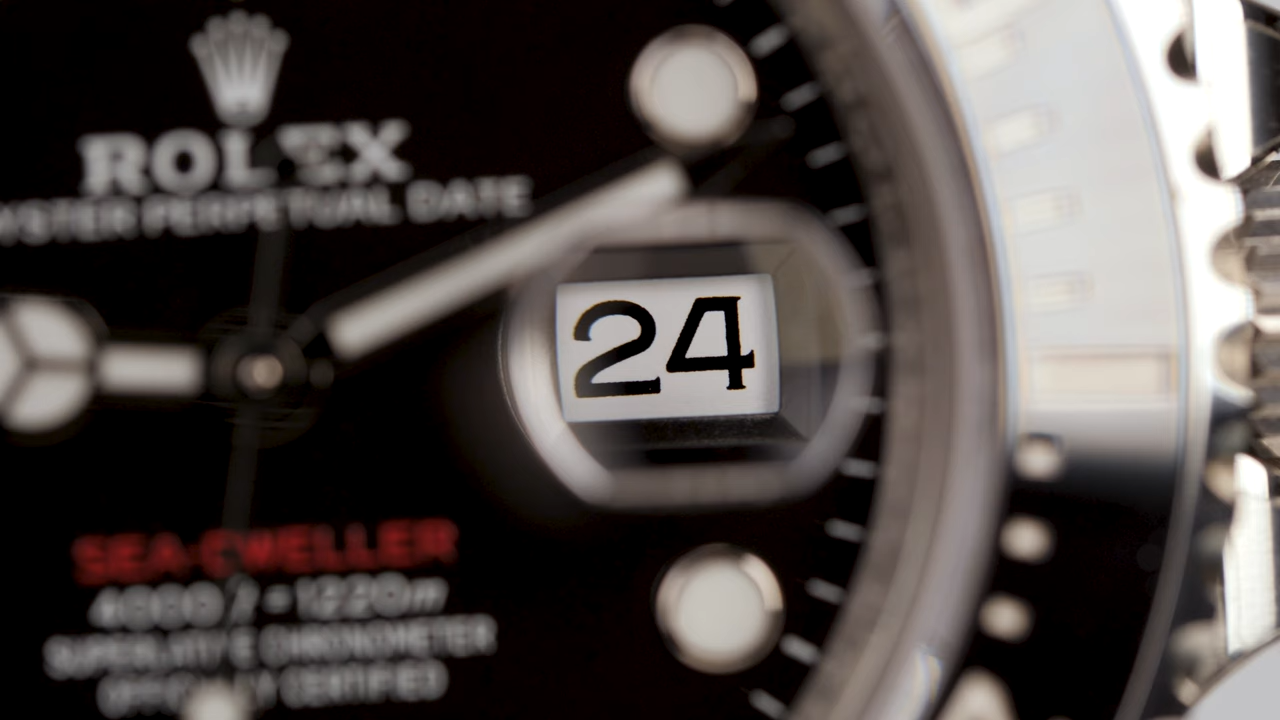 ROLEX
OYSTER PERPETUAL DATE
24
SEA-DWELLER
4000ft=1220m
SUPERLATIVE CHRONOMETER
OFFICIALLY CERTIFIED